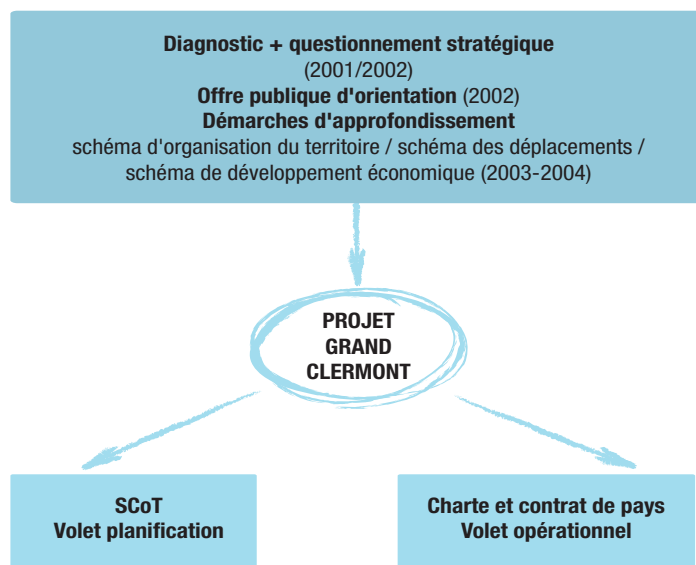 Diagnostic + questionnement stratégique
(2001/2002)
Offre publique d'orientation (2002)
Démarches d'approfondissement
schéma d'organisation du territoire / schéma des déplacements /
schéma de développement économique (2003-2004)
PROJET
GRAND
CLERMONT
SCoT
Volet planification
Charte et contrat de pays
Volet opérationnel